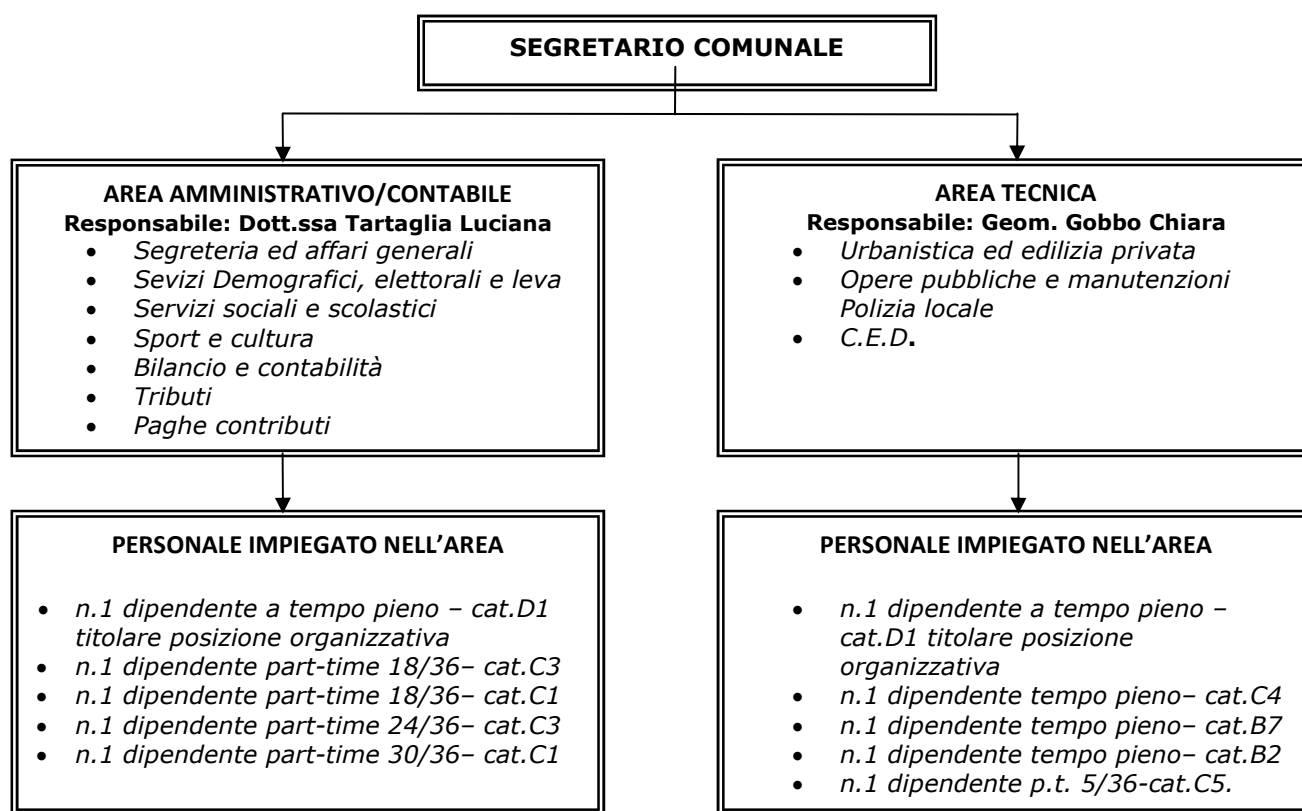 SEGRETARIO COMUNALE
AREA AMMINISTRATIVO/CONTABILE
Responsabile: Dott.ssa Tartaglia Luciana
• Segreteria ed affari generali
• Sevizi Demografici, elettorali e leva
• Servizi sociali e scolastici
• Sport e cultura
• Bilancio e contabilità
• Tributi
• Paghe contributi
AREA TECNICA
Responsabile: Geom. Gobbo Chiara
• Urbanistica ed edilizia privata
• Opere pubbliche e manutenzioni
Polizia locale
• C.E.D.
PERSONALE IMPIEGATO NELL’AREA
• n.1 dipendente a tempo pieno – cat.D1
titolare posizione organizzativa
• n.1 dipendente part-time 18/36– cat.C3
• n.1 dipendente part-time 18/36– cat.C1
• n.1 dipendente part-time 24/36– cat.C3
• n.1 dipendente part-time 30/36– cat.C1
PERSONALE IMPIEGATO NELL’AREA
• n.1 dipendente a tempo pieno –
cat.D1 titolare posizione
organizzativa
• n.1 dipendente tempo pieno– cat.C4
• n.1 dipendente tempo pieno– cat.B7
• n.1 dipendente tempo pieno– cat.B2
• n.1 dipendente p.t. 5/36-cat.C5.